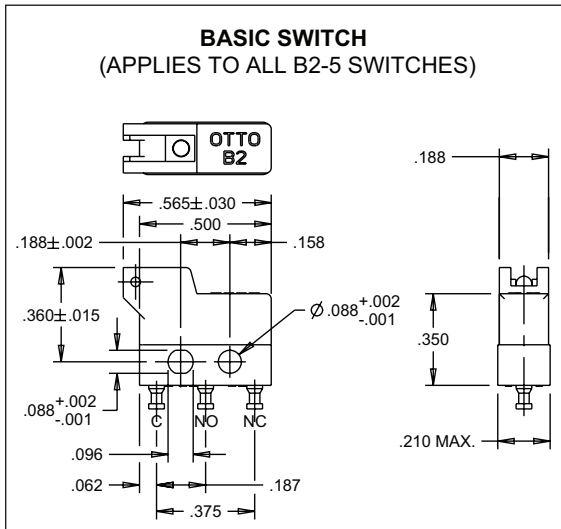 BASIC SWITCH
(APPLIES TO ALL B2-5 SWITCHES)
OTTO
B2
.565±.030
.500
.188±.002
.158
.188
.360±.015
Ø .088+.002
-.001
.350
.088+.002
-.001
C NO NC
.096
.210 MAX.
.062
.187
.375